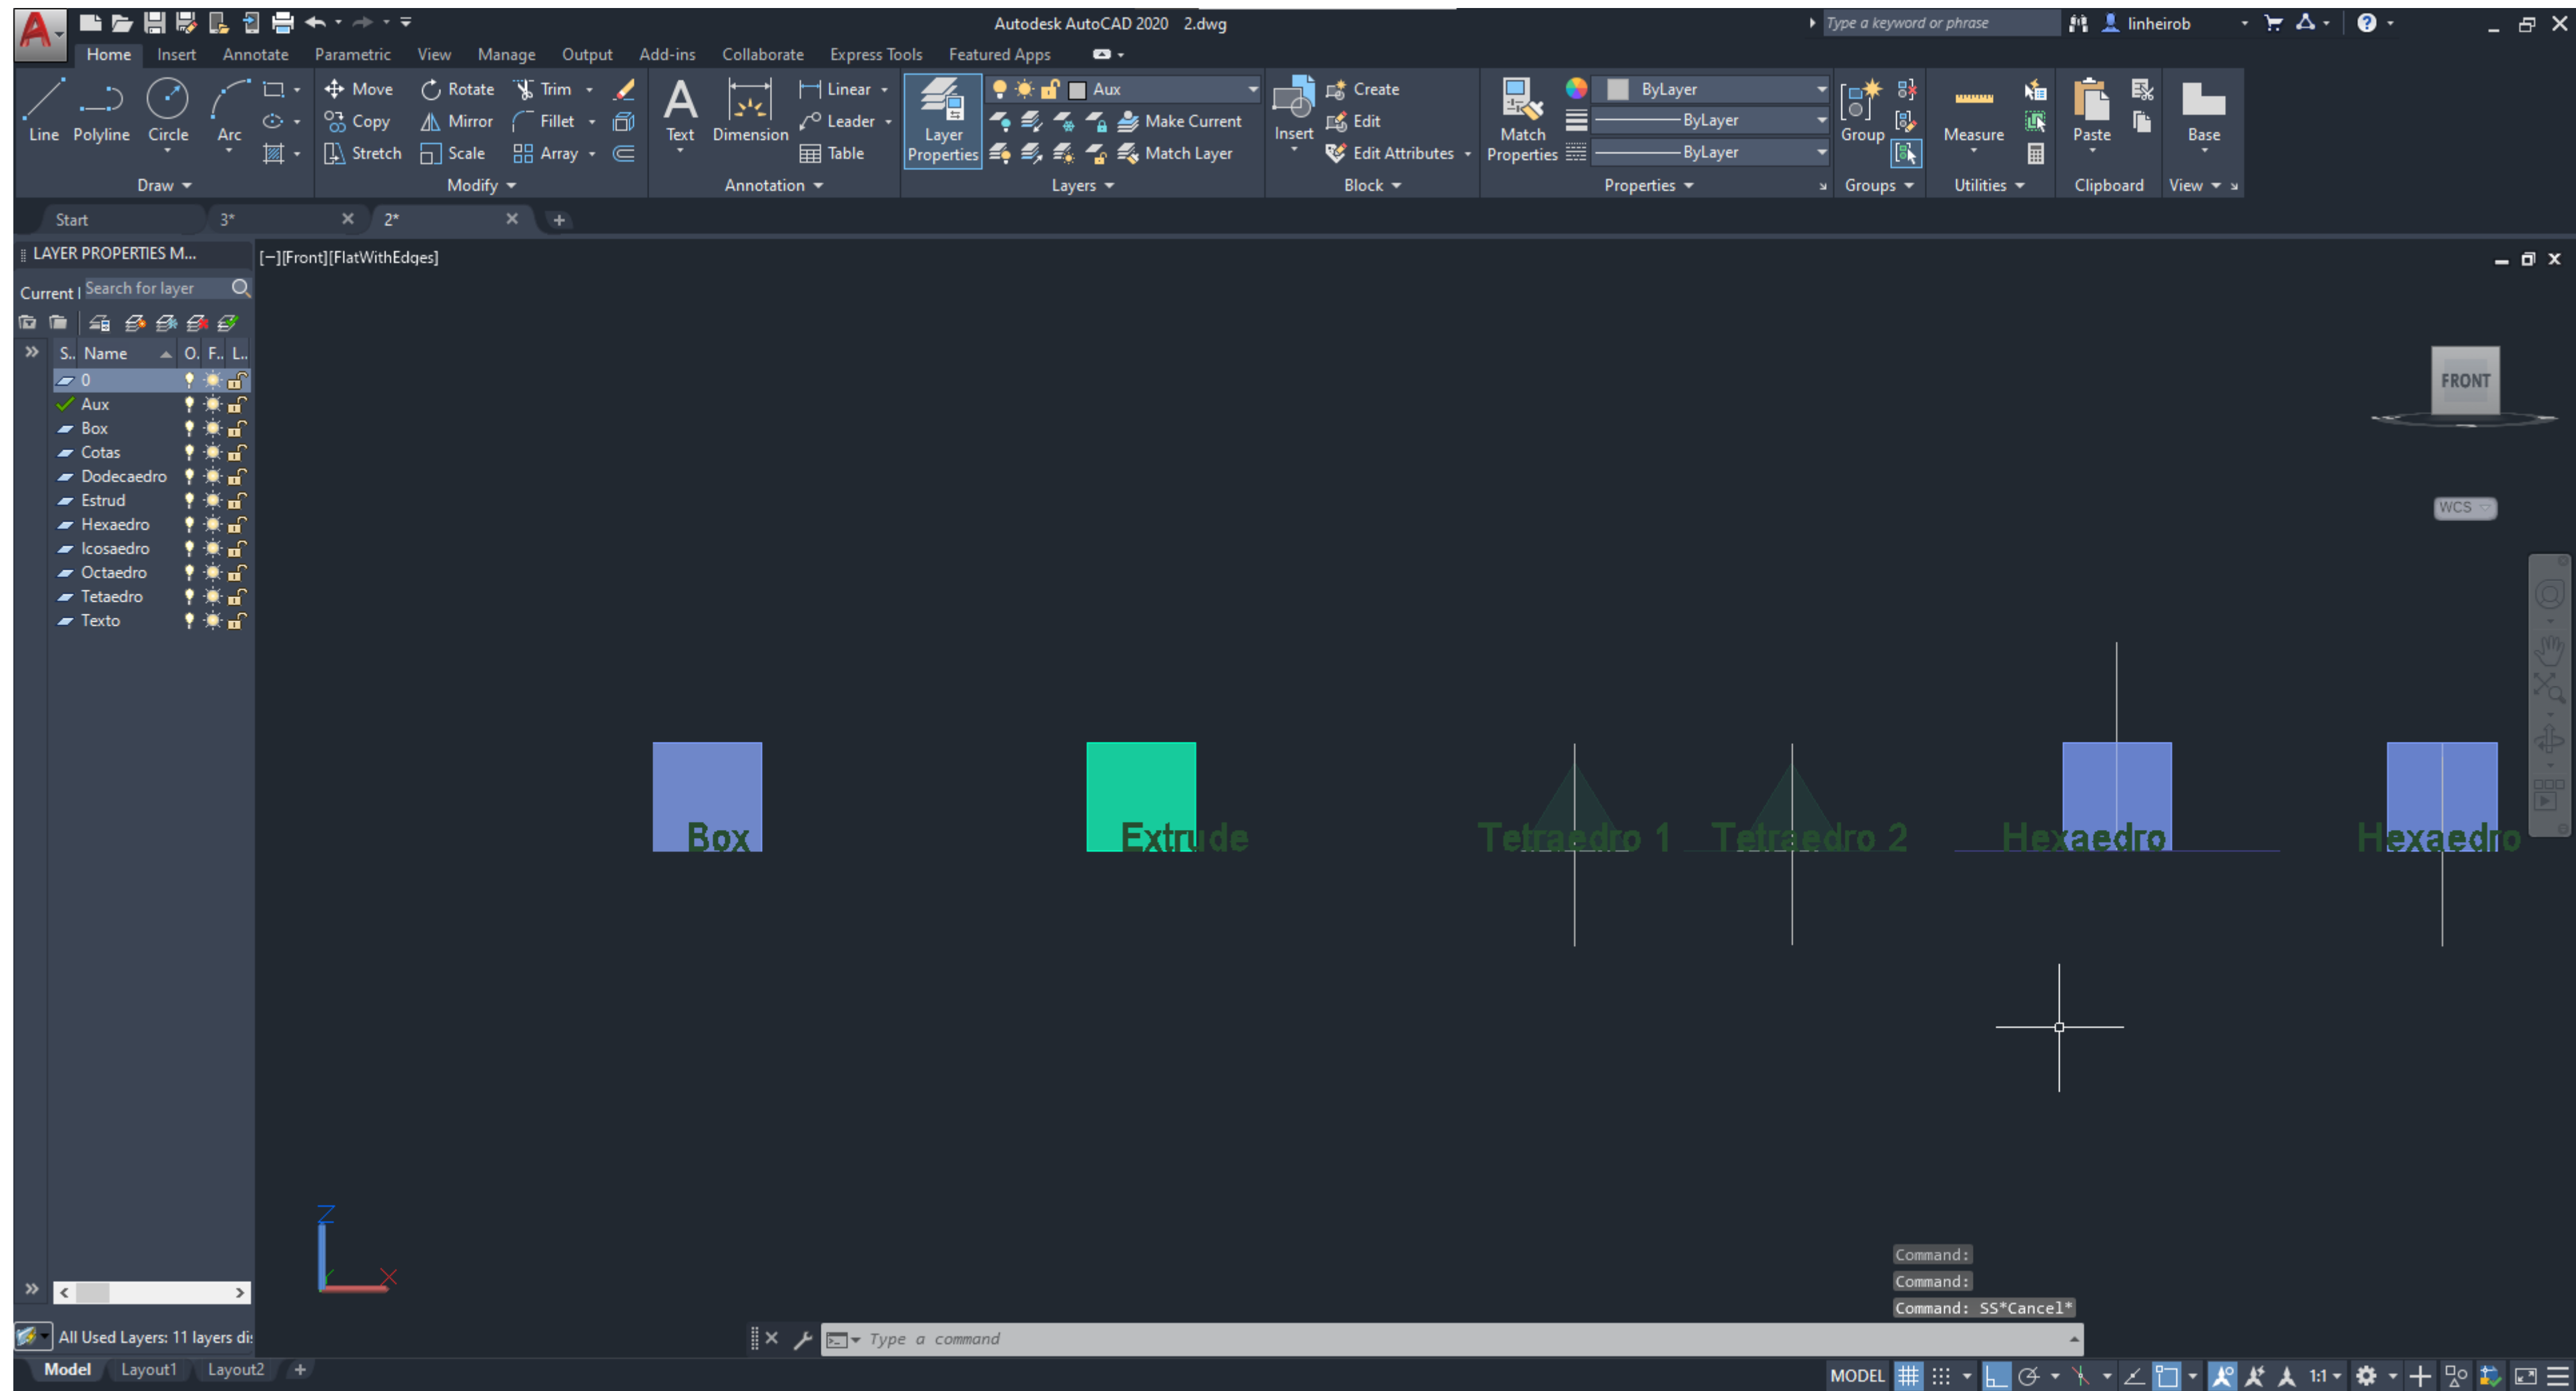 Autodesk AutoCAD 2020 2.dwg
Type a keyword or phrase
linheirob
Home Insert Annotate Parametric View Manage Output Add-ins Collaborate Express Tools Featured Apps
Line Polyline Circle Arc
Move Rotate Trim
Copy Mirror Fillet
Stretch Scale Array
Text Dimension
Linear
Leader
Table
Layer Properties
Aux
Make Current
Match Layer
Insert
Create
Edit
Edit Attributes
Match Properties
ByLayer
ByLayer
ByLayer
Group
Measure
Paste
Base
Draw Modify Annotation Layers Block Properties Groups Utilities Clipboard View
Start 3* 2*
LAYER PROPERTIES M...
[−][Front][FlatWithEdges]
Current
Search for layer
S.. Name O. F.. L..
0
Aux
Box
Cotas
Dodecaedro
Estrud
Hexaedro
Icosaedro
Octaedro
Tetaedro
Texto
FRONT
WCS
Box Extrude Tetraedro 1 Tetraedro 2 Hexaedro Hexaedro
Z
X
Command:
Command:
Command: SS*Cancel*
All Used Layers: 11 layers dis
Type a command
Model Layout1 Layout2 +
MODEL 1:1